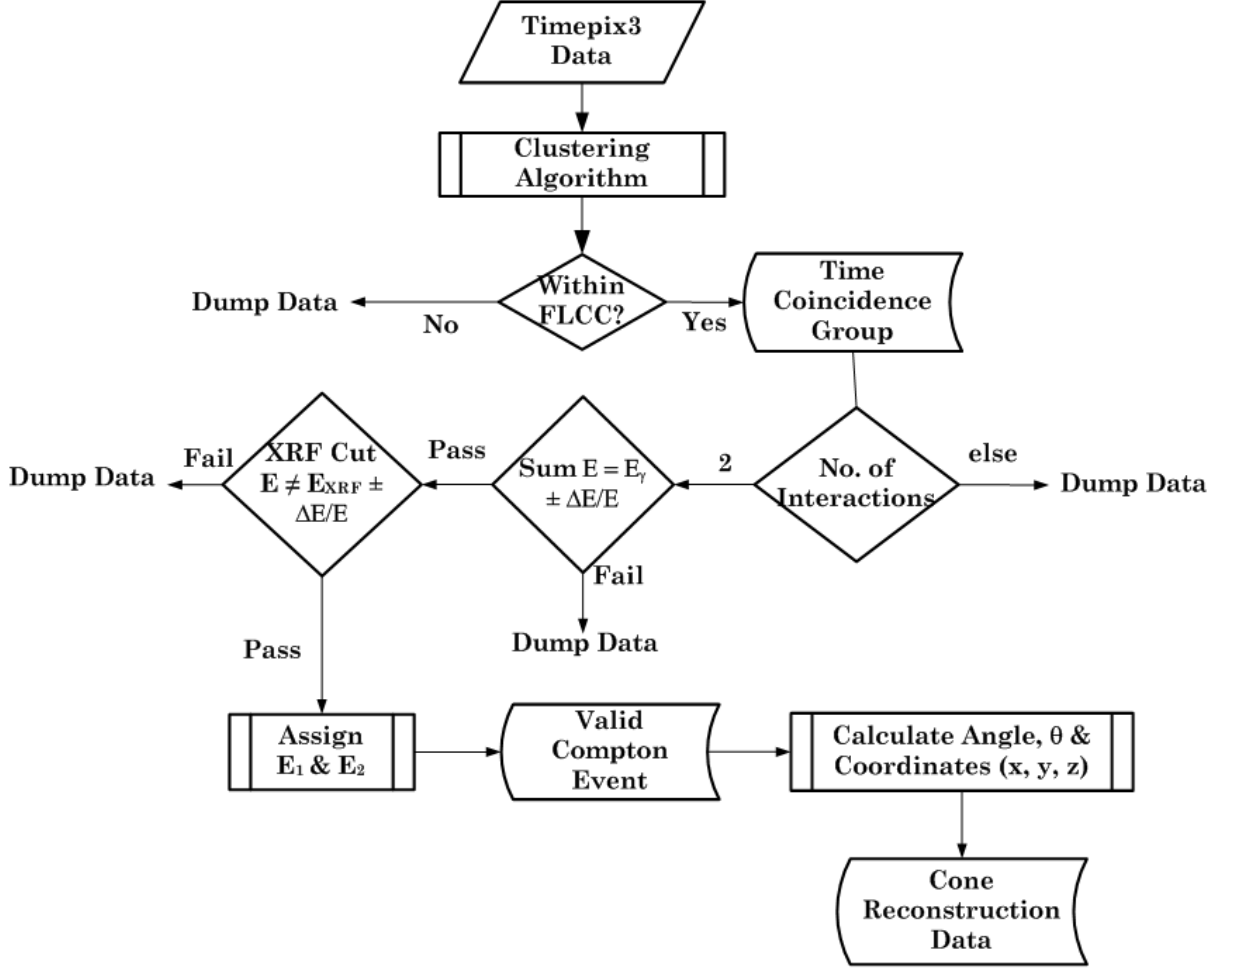 Timepix3
Data
Clustering
Algorithm
Within
FLCC?
No
Dump Data
Yes
Time
Coincidence
Group
No. of
Interactions
else
Dump Data
2
Sum E = Eᵧ
± ΔE/E
Fail
Dump Data
Pass
XRF Cut
E ≠ EXRF ±
ΔE/E
Fail
Dump Data
Pass
Assign
E₁ & E₂
Valid
Compton
Event
Calculate Angle, θ &
Coordinates (x, y, z)
Cone
Reconstruction
Data